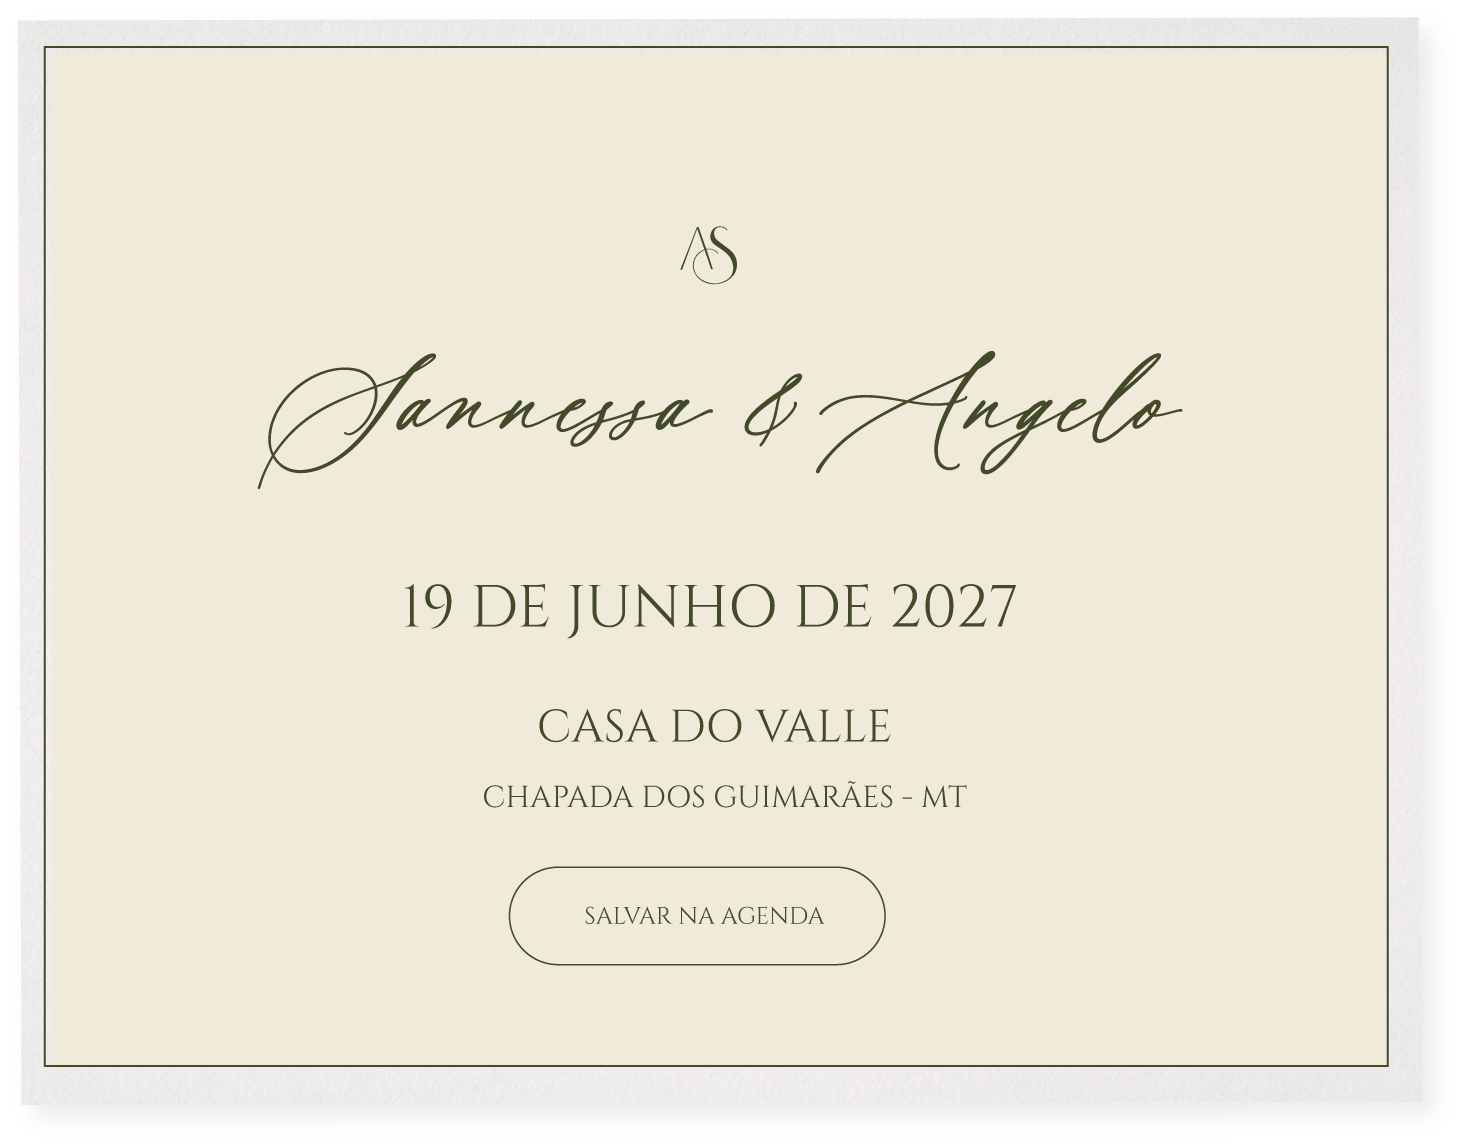 AS
Sannessa & Angelo
19 DE JUNHO DE 2027
CASA DO VALLE
CHAPADA DOS GUIMARÃES - MT
SALVAR NA AGENDA